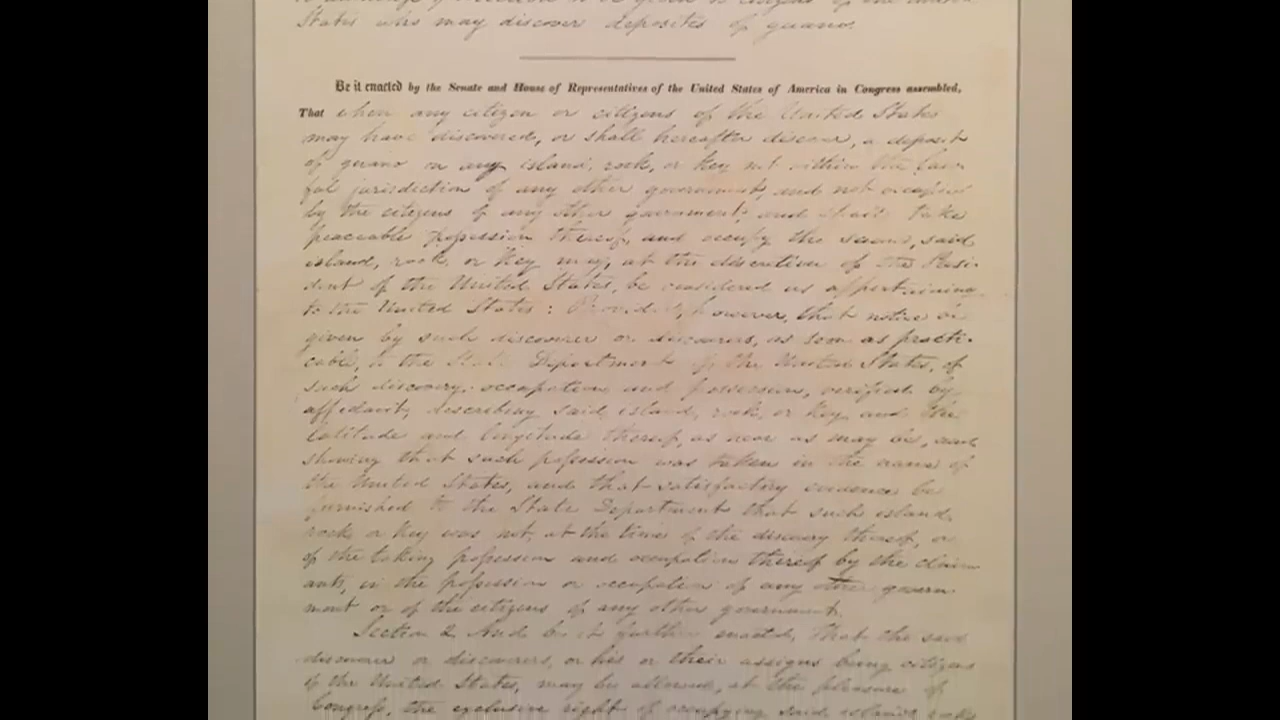 to citizens of the United
States who may discover deposites of guano.
Be it enacted by the Senate and House of Representatives of the United States of America in Congress assembled,
That when any citizen or citizens of the United States
may have discovered, or shall hereafter discover, a deposit
of guano on any island, rock, or key not within the law-
ful jurisdiction of any other government, and not occupied
by the citizens of any other government, and shall take
peaceable possession thereof, and occupy the same, said
island, rock, or key may, at the discretion of the Presi-
dent of the United States, be considered as appertaining
to the United States: Provided, however, that notice be
given by such discoverer or discoverers, as soon as practi-
cable, to the State Department of the United States, of
such discovery, occupation and possession, verified by
affidavit, describing said island, rock, or key, and the
latitude and longitude thereof, as near as may be, and
showing that such possession was taken in the name of
the United States, and that satisfactory evidence be
furnished to the State Department that such island,
rock or key was not, at the time of the discovery thereof, or
of the taking possession and occupation thereof by the claim
ants, in the possession or occupation of any other govern
ment or of the citizens of any other government.
Section 2. And be it further enacted, That the said
discoverer or discoverers, or his or their assigns being citizens
of the United States, may be allowed, at the pleasure of
Congress, the exclusive right of occupying said islands, rocks